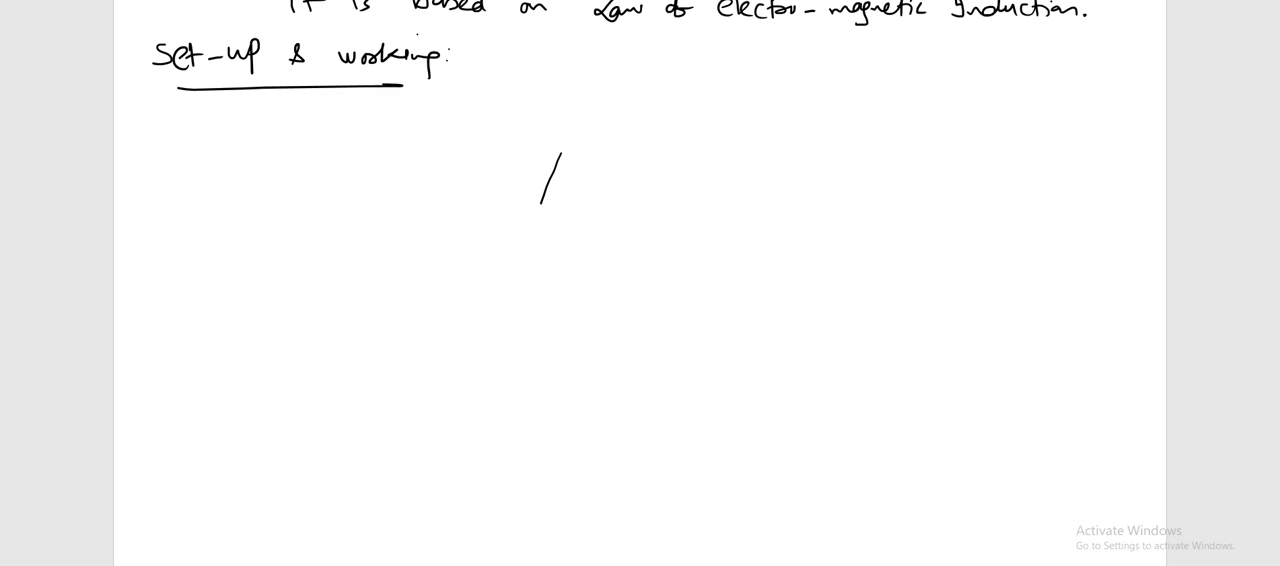 It is based on Law of Electro-magnetic Induction.
Set-up & working:
Activate Windows
Go to Settings to activate Windows.